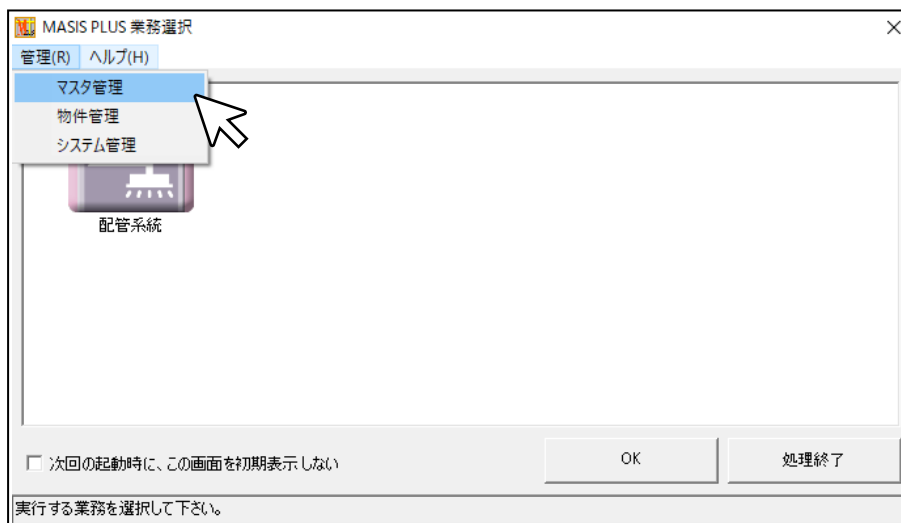 MASIS PLUS 業務選択
管理(R) ヘルプ(H)
マスタ管理
物件管理
システム管理
配管系統
次回の起動時に、この画面を初期表示しない
OK
処理終了
実行する業務を選択して下さい。